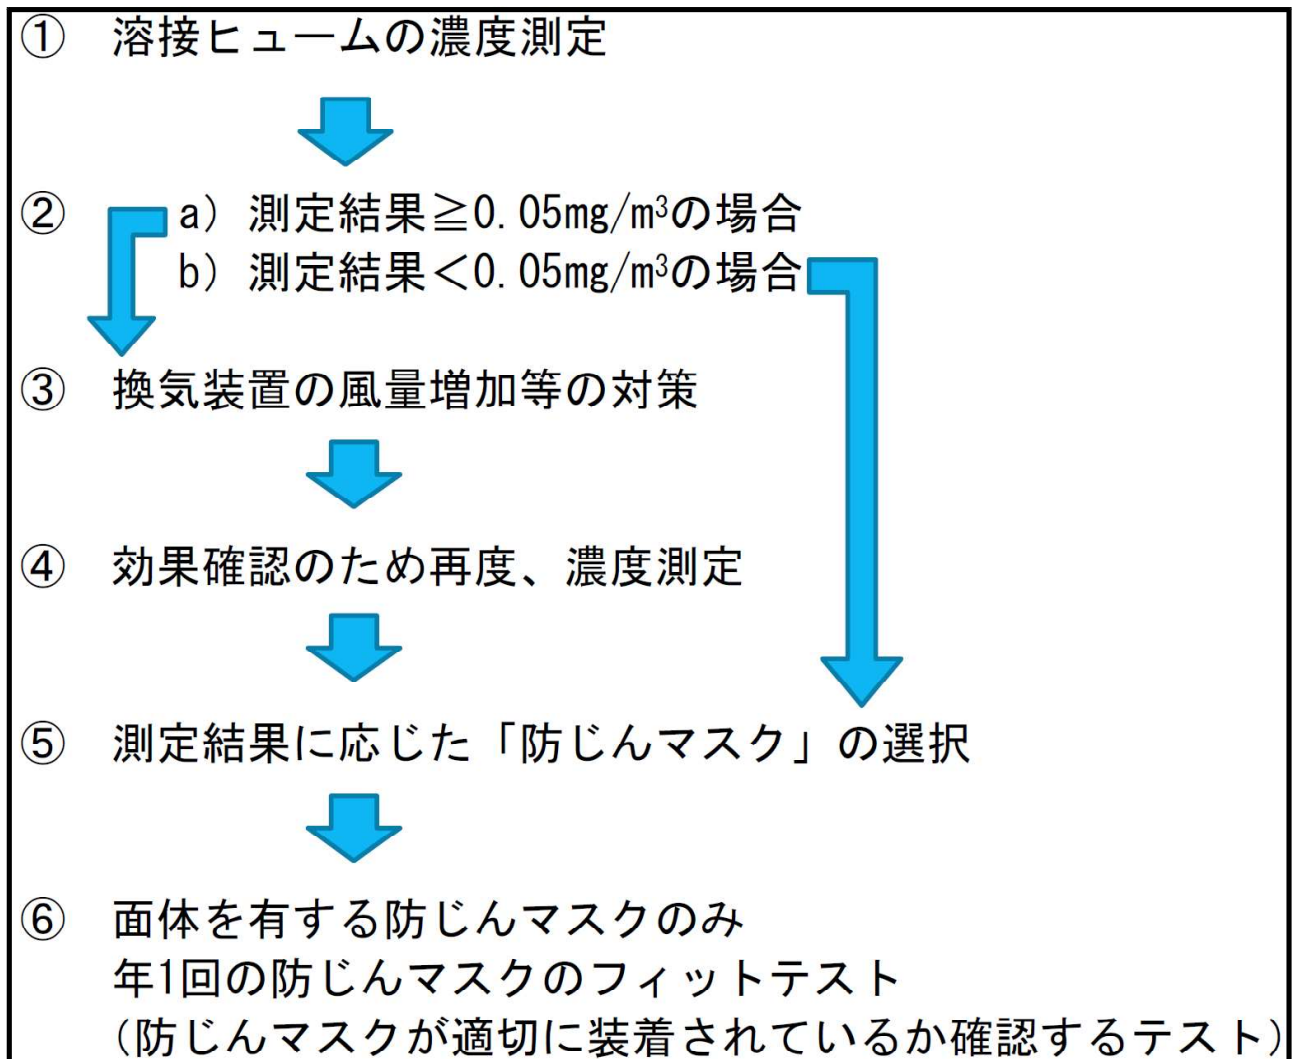 ① 溶接ヒュームの濃度測定
② a) 測定結果≧0.05mg/m³の場合
b) 測定結果＜0.05mg/m³の場合
③ 換気装置の風量増加等の対策
④ 効果確認のため再度、濃度測定
⑤ 測定結果に応じた「防じんマスク」の選択
⑥ 面体を有する防じんマスクのみ
年1回の防じんマスクのフィットテスト
(防じんマスクが適切に装着されているか確認するテスト)